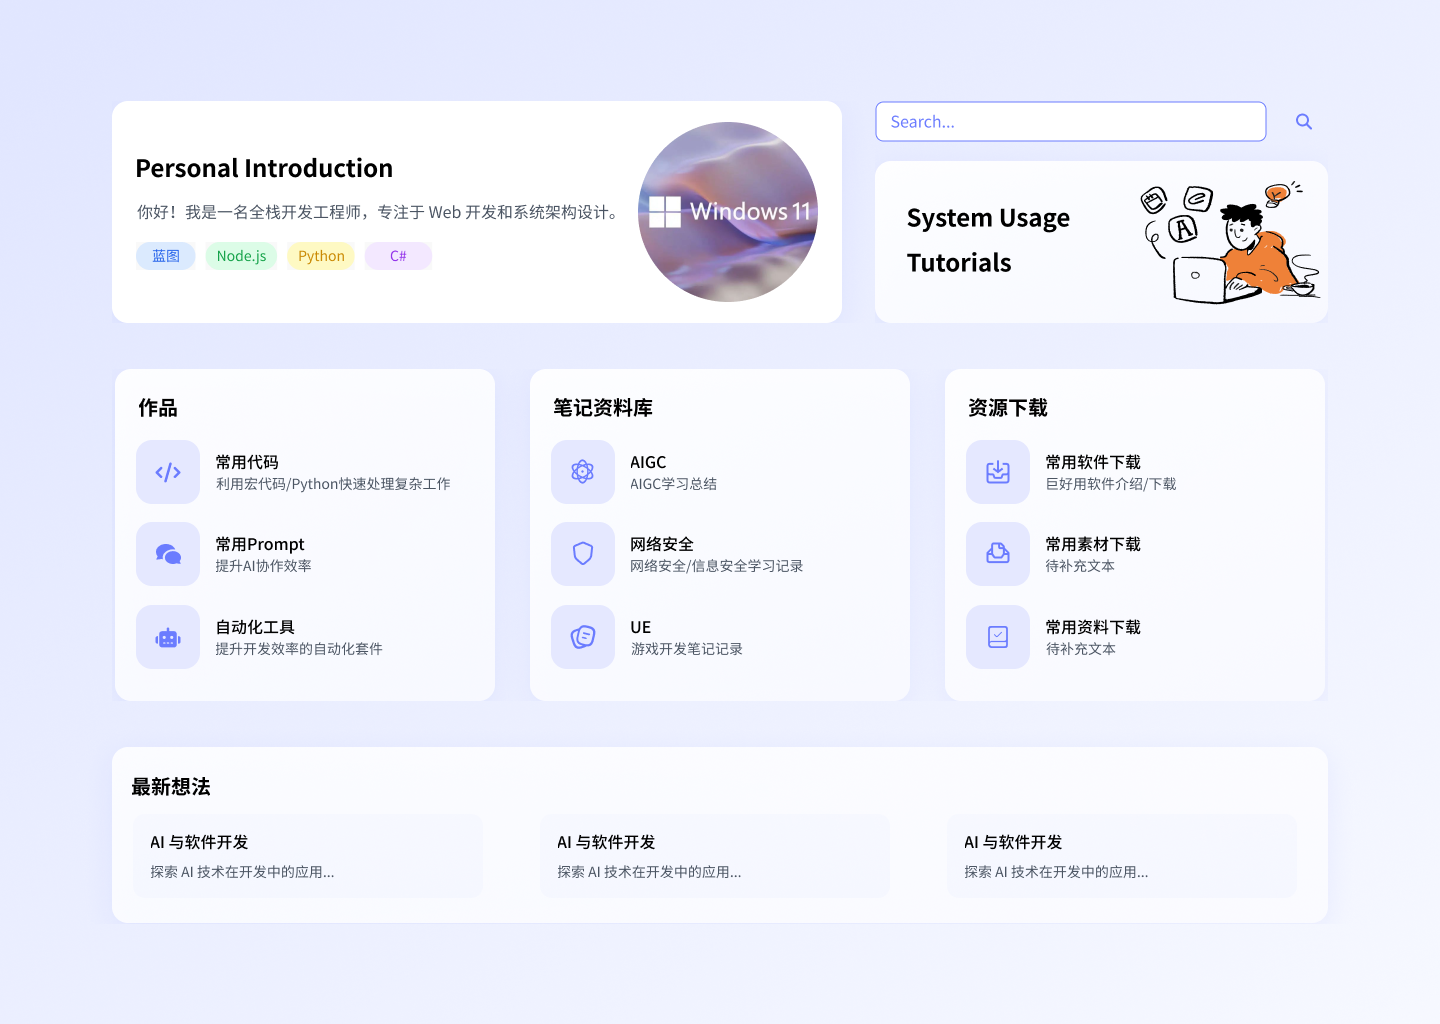 Personal Introduction
你好！我是一名全栈开发工程师，专注于 Web 开发和系统架构设计。
蓝图
Node.js
Python
C#
Windows 11
Search...
System Usage
Tutorials
A
作品
常用代码
利用宏代码/Python快速处理复杂工作
常用Prompt
提升AI协作效率
自动化工具
提升开发效率的自动化套件
笔记资料库
AIGC
AIGC学习总结
网络安全
网络安全/信息安全学习记录
UE
游戏开发笔记记录
资源下载
常用软件下载
巨好用软件介绍/下载
常用素材下载
待补充文本
常用资料下载
待补充文本
最新想法
AI 与软件开发
探索 AI 技术在开发中的应用...
AI 与软件开发
探索 AI 技术在开发中的应用...
AI 与软件开发
探索 AI 技术在开发中的应用...